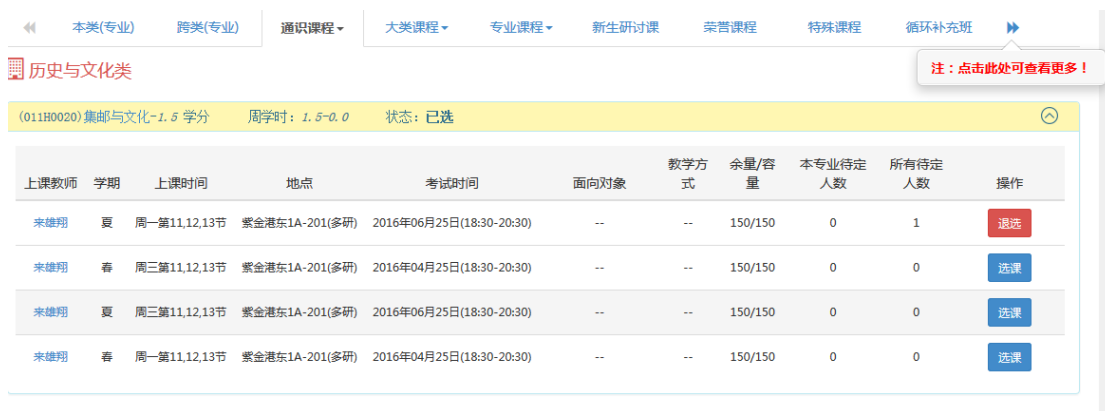 本类(专业) 跨类(专业) 通识课程 大类课程 专业课程 新生研讨课 荣誉课程 特殊课程 循环补充班
历史与文化类
注：点击此处可查看更多！
(011H0020)集邮与文化-1.5 学分 周学时：1.5-0.0 状态：已选
上课教师 学期 上课时间 地点 考试时间 面向对象 教学方式 余量/容量 本专业待定人数 所有待定人数 操作
来雄翔 夏 周一第11,12,13节 紫金港东1A-201(多研) 2016年06月25日(18:30-20:30) -- -- 150/150 0 1 退选
来雄翔 春 周三第11,12,13节 紫金港东1A-201(多研) 2016年04月25日(18:30-20:30) -- -- 150/150 0 0 选课
来雄翔 夏 周三第11,12,13节 紫金港东1A-201(多研) 2016年06月25日(18:30-20:30) -- -- 150/150 0 0 选课
来雄翔 春 周一第11,12,13节 紫金港东1A-201(多研) 2016年04月25日(18:30-20:30) -- -- 150/150 0 0 选课